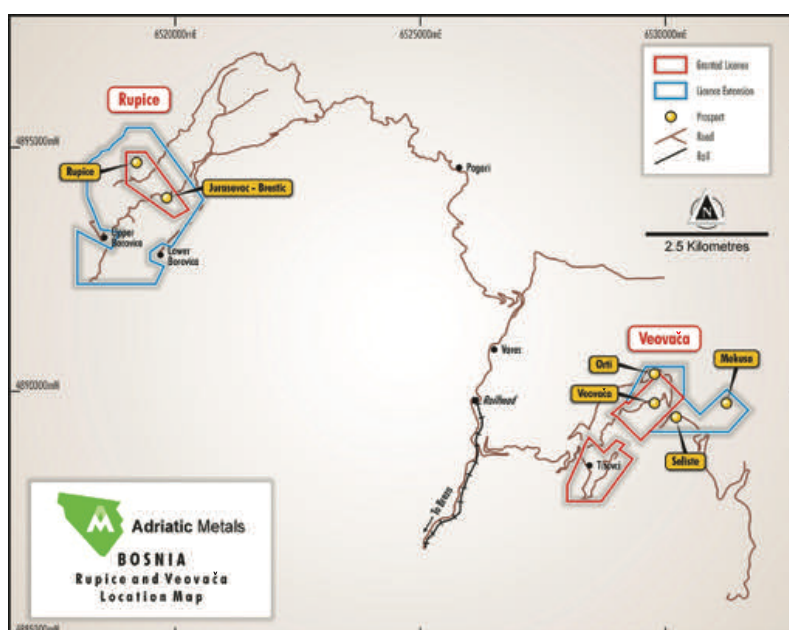 6520000mE
6525000mE
6530000mE
4895000mN
4890000mN
4885000mN
Rupice
Rupice
Jurasevac - Brestic
Upper
Borovica
Lower
Borovica
Pogari
Vares
Railhead
To Breza
Veovača
Orti
Veovača
Mekuse
Seliste
Tisovci
Granted Licence
Licence Extension
Prospect
Road
Rail
N
2.5 Kilometres
Adriatic Metals
BOSNIA
Rupice and Veovača
Location Map